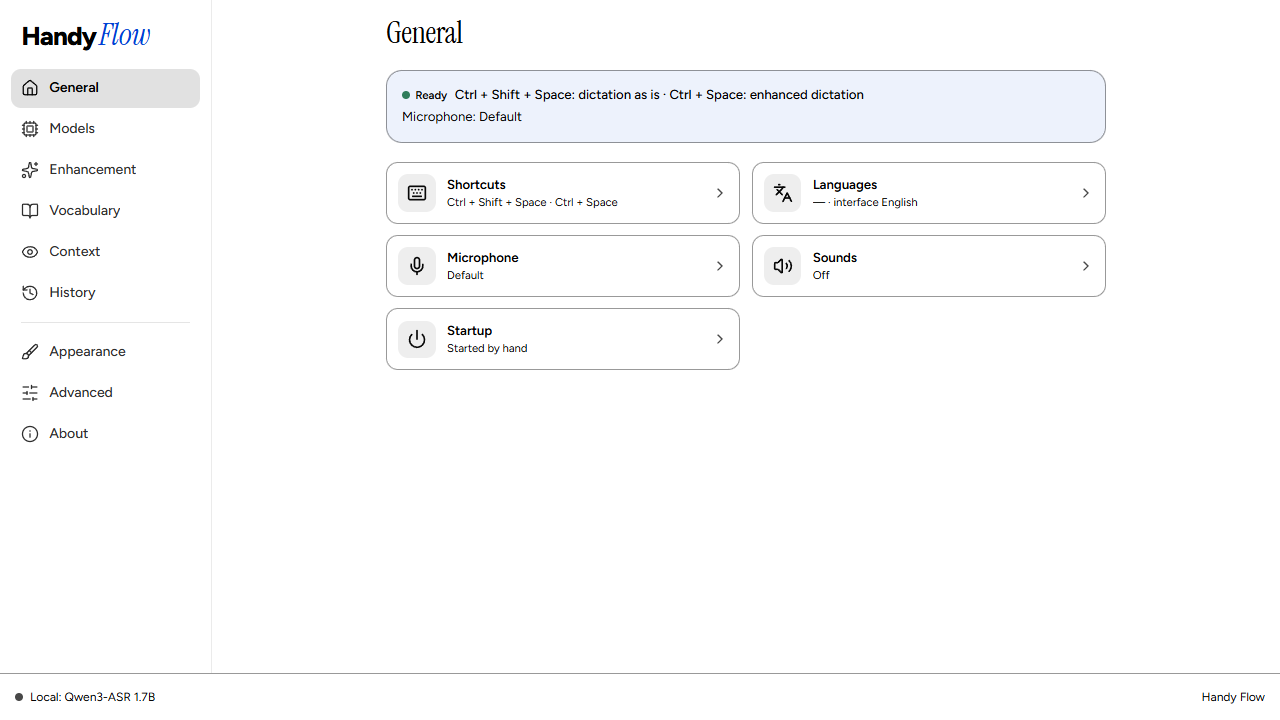 Handy Flow
General
Models
Enhancement
Vocabulary
Context
History
Appearance
Advanced
About
General
Ready Ctrl + Shift + Space: dictation as is · Ctrl + Space: enhanced dictation
Microphone: Default
Shortcuts
Ctrl + Shift + Space · Ctrl + Space
Languages
— · interface English
Microphone
Default
Sounds
Off
Startup
Started by hand
Local: Qwen3-ASR 1.7B
Handy Flow